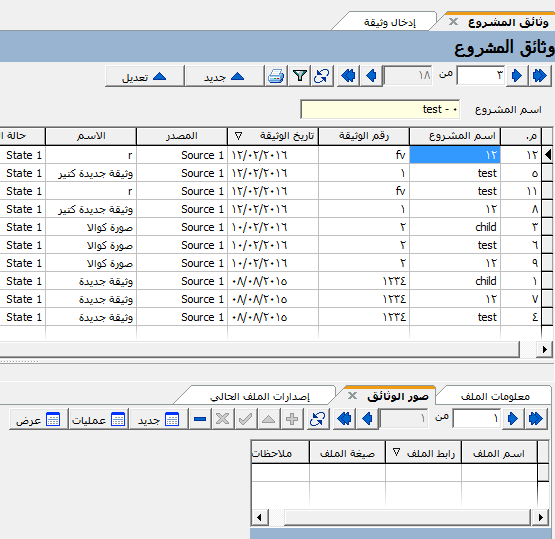 وثائق المشروع إدخال وثيقة
وثائق المشروع
٣ من ١٨ جديد تعديل
اسم المشروع test - ٠
م. اسم المشروع رقم الوثيقة تاريخ الوثيقة المصدر الاسم حالة ا
١٢ ١٢ fv ١٢/٠٢/٢٠١٦ Source 1 r State 1
٥ test ١ ١٢/٠٢/٢٠١٦ Source 1 وثيقة جديدة كتير State 1
١١ test fv ١٢/٠٢/٢٠١٦ Source 1 r State 1
٨ ١٢ ١ ١٢/٠٢/٢٠١٦ Source 1 وثيقة جديدة كتير State 1
٣ child ٢ ١٠/٠٢/٢٠١٦ Source 1 صورة كوالا State 1
٦ test ٢ ١٠/٠٢/٢٠١٦ Source 1 صورة كوالا State 1
٩ ١٢ ٢ ١٠/٠٢/٢٠١٦ Source 1 صورة كوالا State 1
١ child ١٢٣٤ ٠٨/٠٨/٢٠١٥ Source 1 وثيقة جديدة State 1
٧ ١٢ ١٢٣٤ ٠٨/٠٨/٢٠١٥ Source 1 وثيقة جديدة State 1
٤ test ١٢٣٤ ٠٨/٠٨/٢٠١٥ Source 1 وثيقة جديدة State 1
معلومات الملف صور الوثائق إصدارات الملف الحالي
١ من ١ جديد عمليات عرض
اسم الملف رابط الملف صيغة الملف ملاحظات